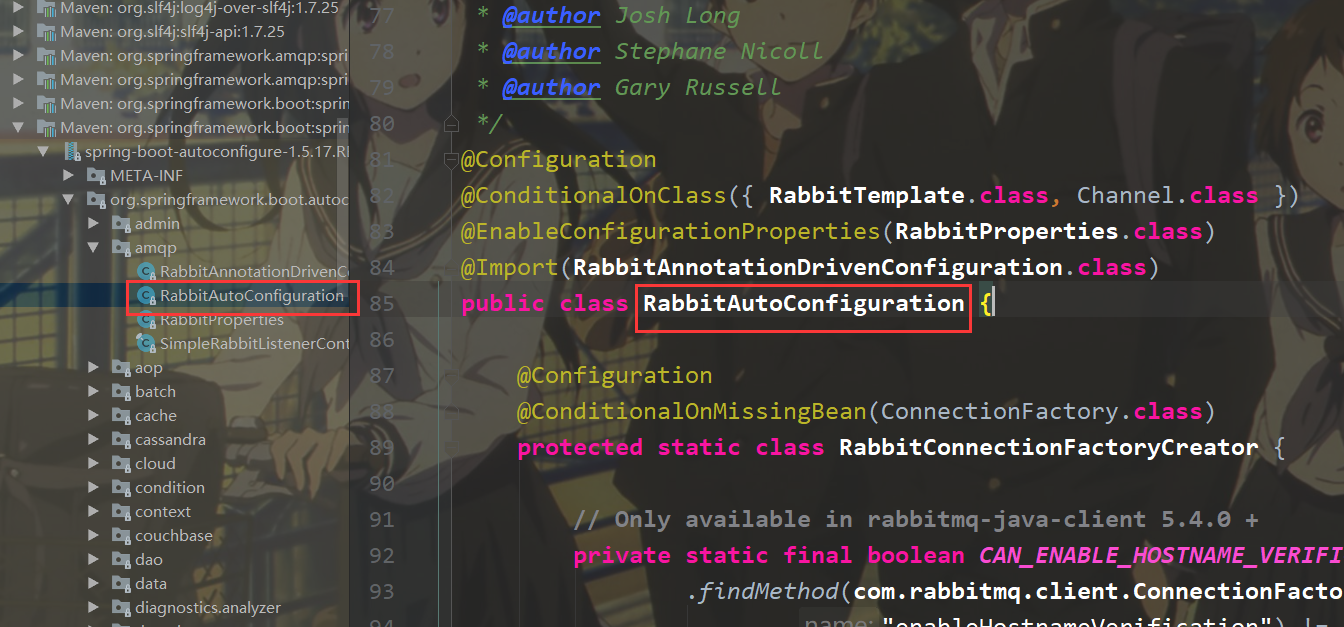 Maven: org.slf4j:log4j-over-slf4j:1.7.25
Maven: org.slf4j:slf4j-api:1.7.25
Maven: org.springframework.amqp:spri
Maven: org.springframework.amqp:spri
Maven: org.springframework.boot:sprin
Maven: org.springframework.boot:sprin
spring-boot-autoconfigure-1.5.17.RE
META-INF
org.springframework.boot.autoc
admin
amqp
RabbitAnnotationDrivenCo
RabbitAutoConfiguration
RabbitProperties
SimpleRabbitListenerCont
aop
batch
cache
cassandra
cloud
condition
context
couchbase
dao
data
diagnostics.analyzer
77 * @author Josh Long
78 * @author Stephane Nicoll
79 * @author Gary Russell
80 */
81 @Configuration
82 @ConditionalOnClass({ RabbitTemplate.class, Channel.class })
83 @EnableConfigurationProperties(RabbitProperties.class)
84 @Import(RabbitAnnotationDrivenConfiguration.class)
85 public class RabbitAutoConfiguration {
86
87 @Configuration
88 @ConditionalOnMissingBean(ConnectionFactory.class)
89 protected static class RabbitConnectionFactoryCreator {
90
91 // Only available in rabbitmq-java-client 5.4.0 +
92 private static final boolean CAN_ENABLE_HOSTNAME_VERIFI
93 .findMethod(com.rabbitmq.client.ConnectionFacto
94 name: "enableHostnameVerification") !=